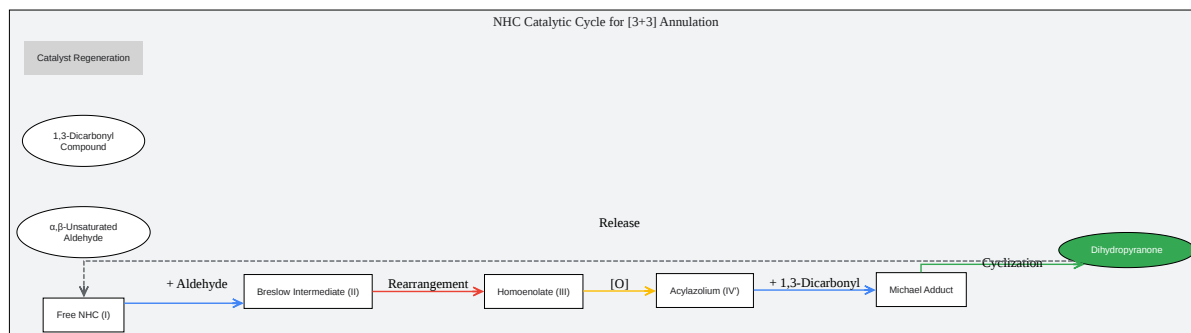 NHC Catalytic Cycle for [3+3] Annulation
Catalyst Regeneration
1,3-Dicarbonyl
Compound
α,β-Unsaturated
Aldehyde
Release
Dihydropyranone
Cyclization
+ Aldehyde
Rearrangement
[O]
+ 1,3-Dicarbonyl
Free NHC (I)
Breslow Intermediate (II)
Homoenolate (III)
Acylazolium (IV')
Michael Adduct